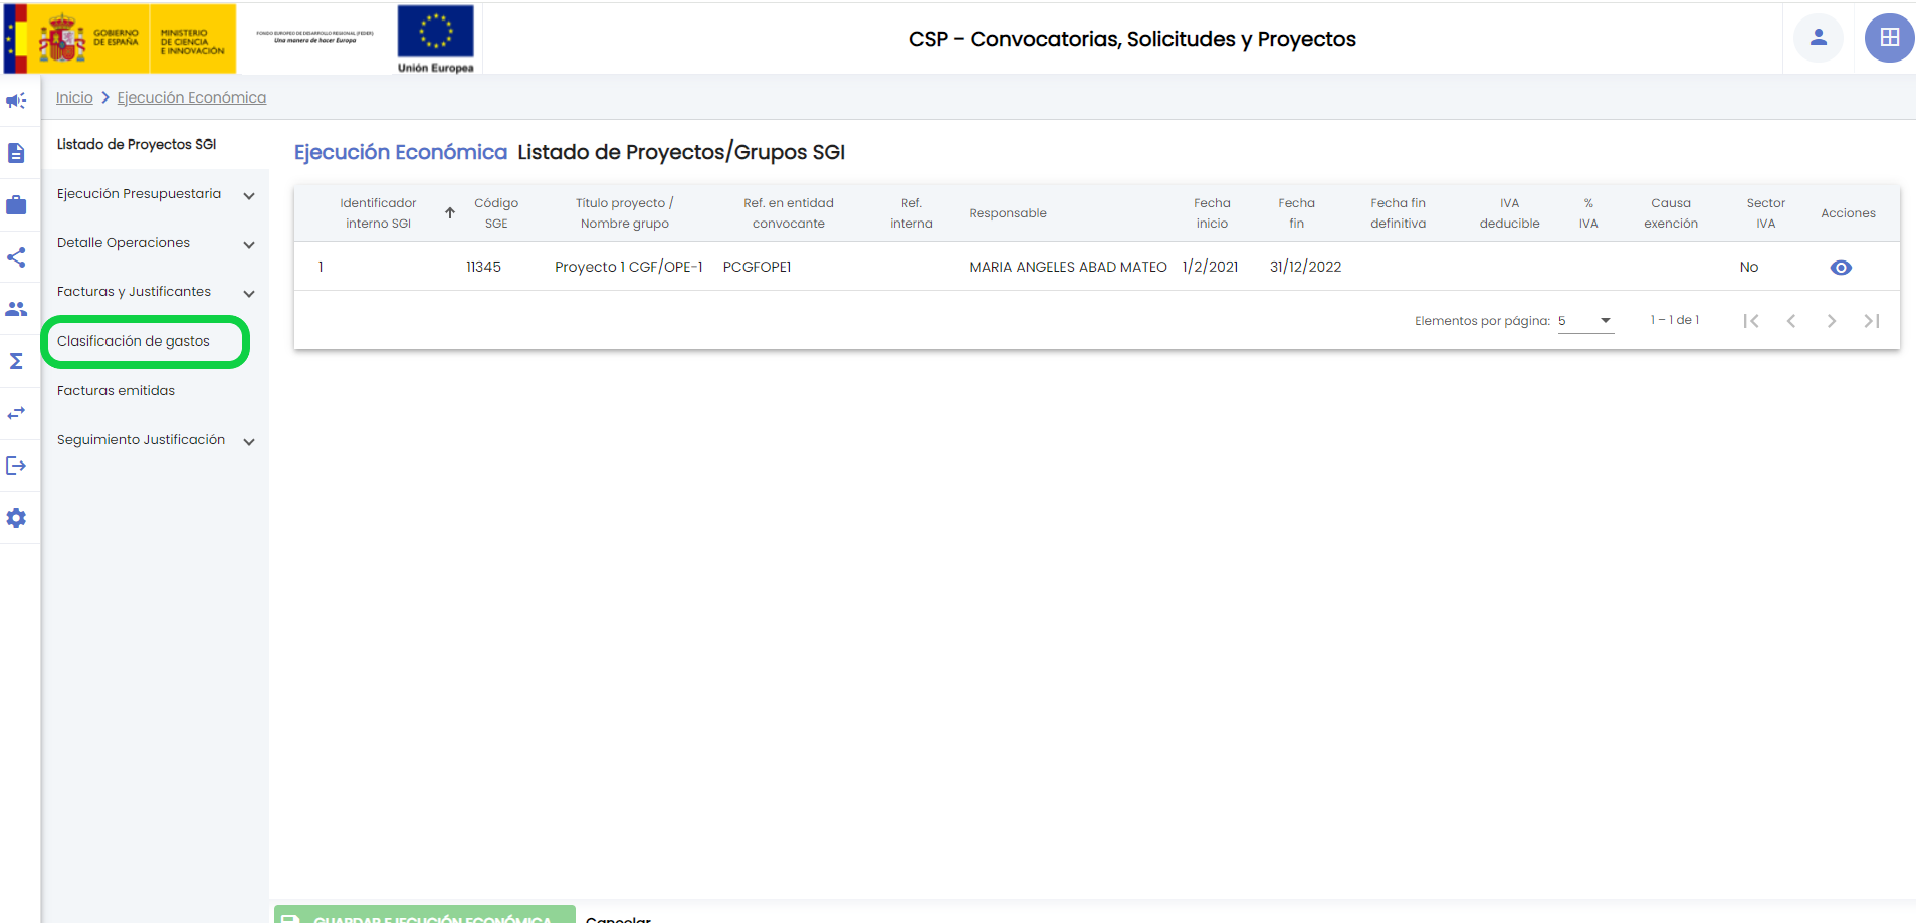 GOBIERNO
DE ESPAÑA
MINISTERIO
DE CIENCIA
E INNOVACIÓN
FONDO EUROPEO DE DESARROLLO REGIONAL (FEDER)
Una manera de hacer Europa
Unión Europea
CSP - Convocatorias, Solicitudes y Proyectos
Inicio
Ejecución Económica
Listado de Proyectos SGI
Ejecución Presupuestaria
Detalle Operaciones
Facturas y Justificantes
Clasificación de gastos
Facturas emitidas
Seguimiento Justificación
Ejecución Económica Listado de Proyectos/Grupos SGI
Identificador
interno SGI
Código
SGE
Título proyecto /
Nombre grupo
Ref. en entidad
convocante
Ref.
interna
Responsable
Fecha
inicio
Fecha
fin
Fecha fin
definitiva
IVA
deducible
%
IVA
Causa
exención
Sector
IVA
Acciones
1 11345 Proyecto 1 CGF/OPE-1 PCGFOPE1 MARIA ANGELES ABAD MATEO 1/2/2021 31/12/2022 No
Elementos por página: 5 1 – 1 de 1
GUARDAR EJECUCIÓN ECONÓMICA Cancelar